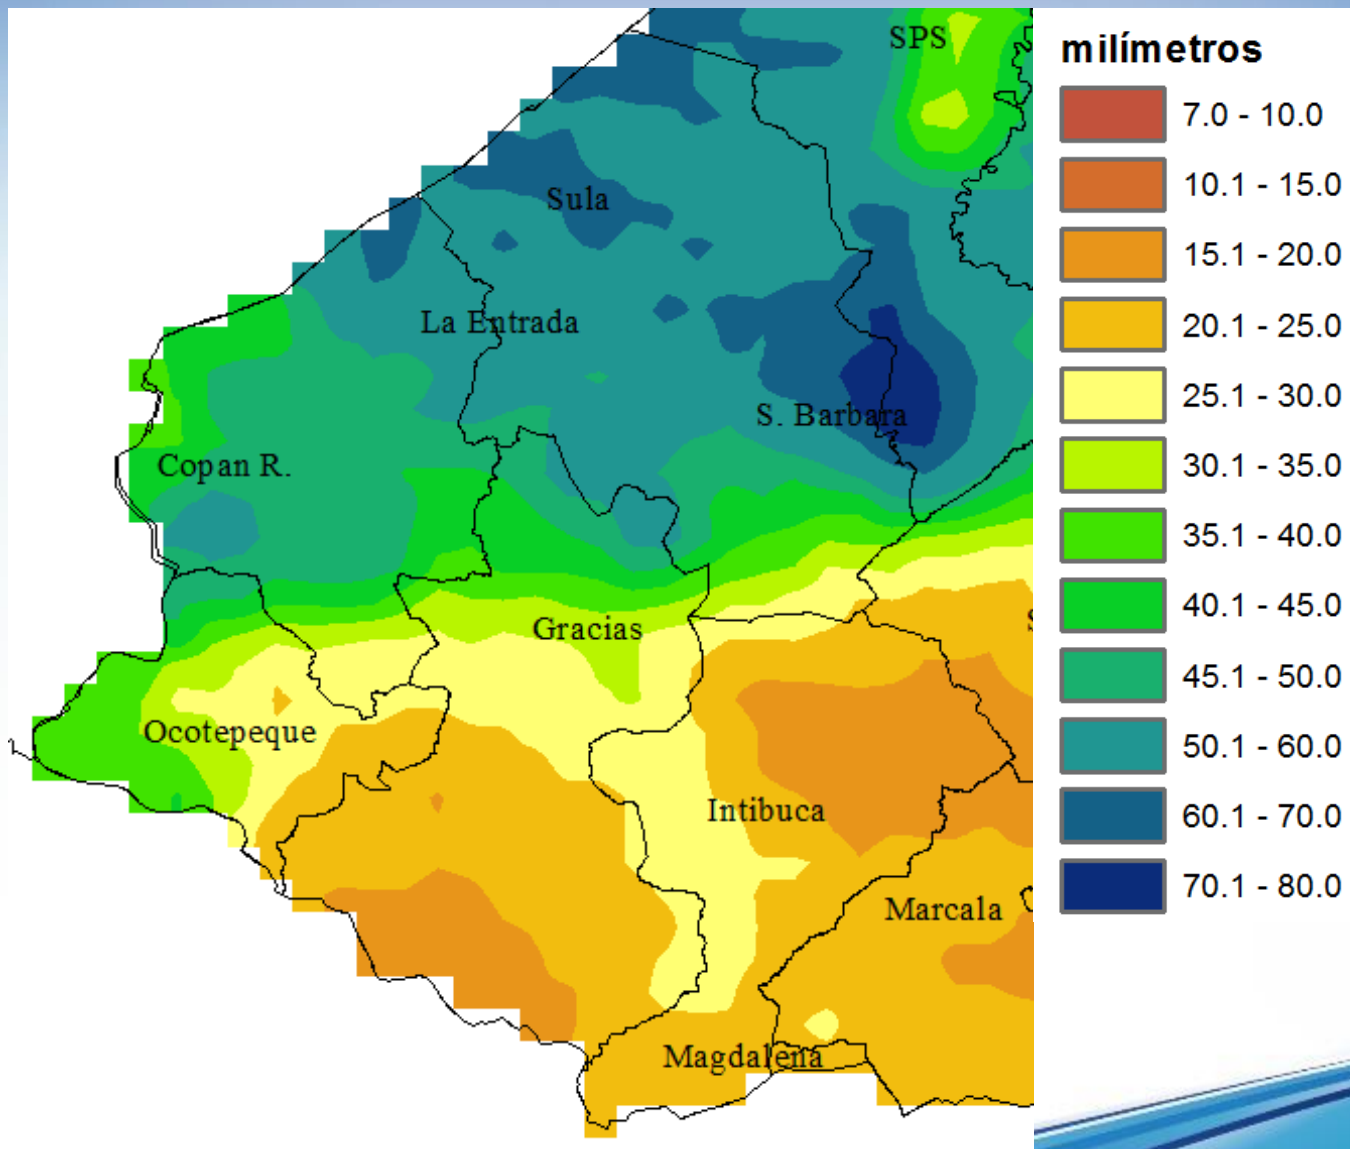 SPS
Sula
La Entrada
S. Barbara
Copan R.
Gracias
Ocotepeque
Intibuca
Marcala
Magdalena
milímetros
7.0 - 10.0
10.1 - 15.0
15.1 - 20.0
20.1 - 25.0
25.1 - 30.0
30.1 - 35.0
35.1 - 40.0
40.1 - 45.0
45.1 - 50.0
50.1 - 60.0
60.1 - 70.0
70.1 - 80.0